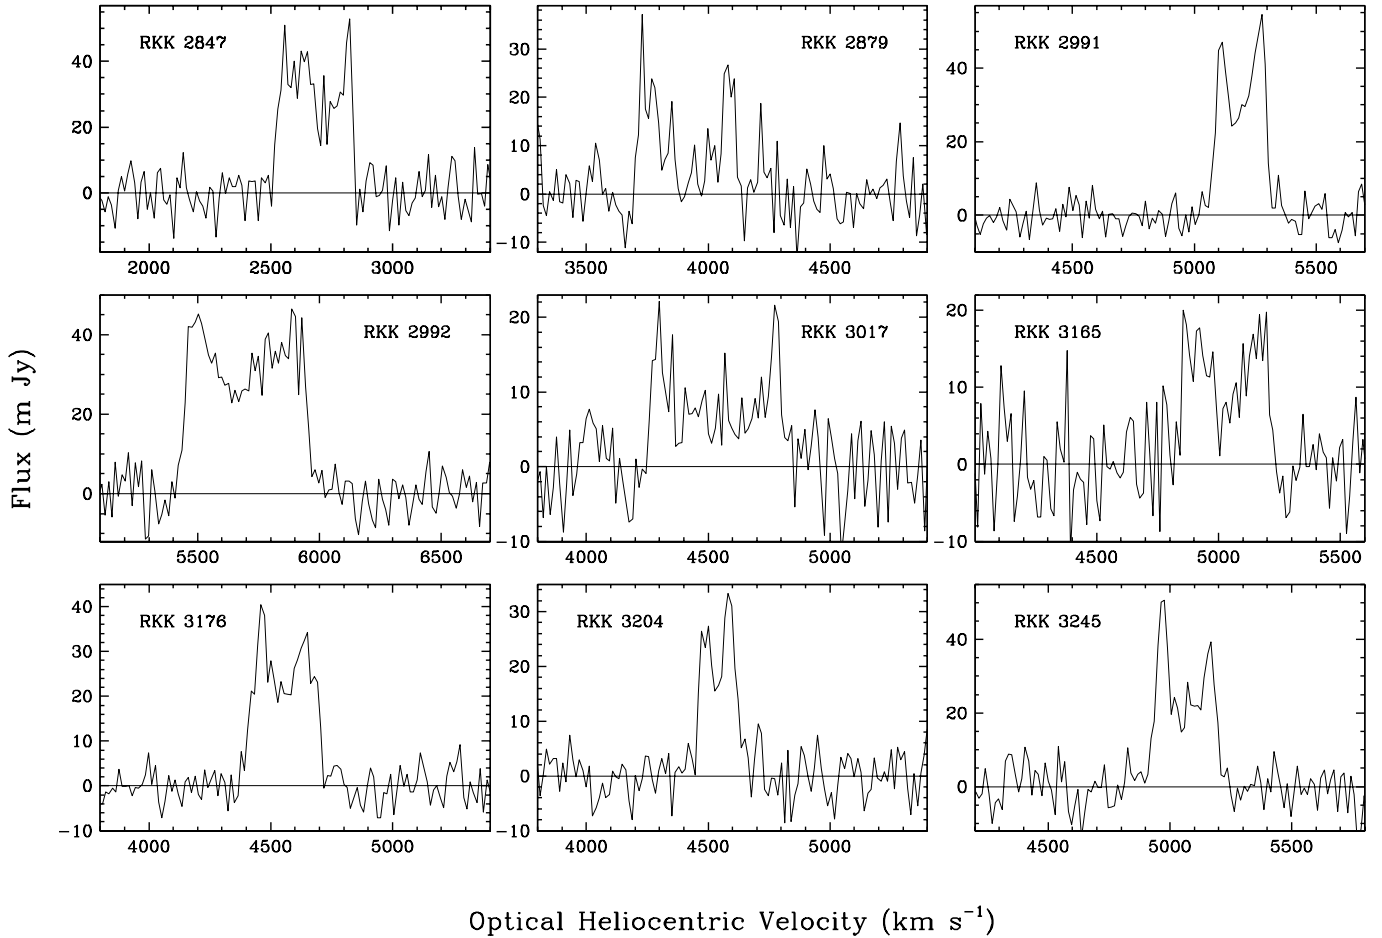 RKK 2847
40
20
0
2000 2500 3000
RKK 2879
30
20
10
0
−10
3500 4000 4500
RKK 2991
40
20
0
4500 5000 5500
RKK 2992
40
20
0
5500 6000 6500
RKK 3017
20
10
0
−10
4000 4500 5000
RKK 3165
20
10
0
−10
4500 5000 5500
RKK 3176
40
30
20
10
0
−10
4000 4500 5000
RKK 3204
30
20
10
0
−10
4000 4500 5000
RKK 3245
40
20
0
4500 5000 5500
Flux (m Jy)
Optical Heliocentric Velocity (km s⁻¹)